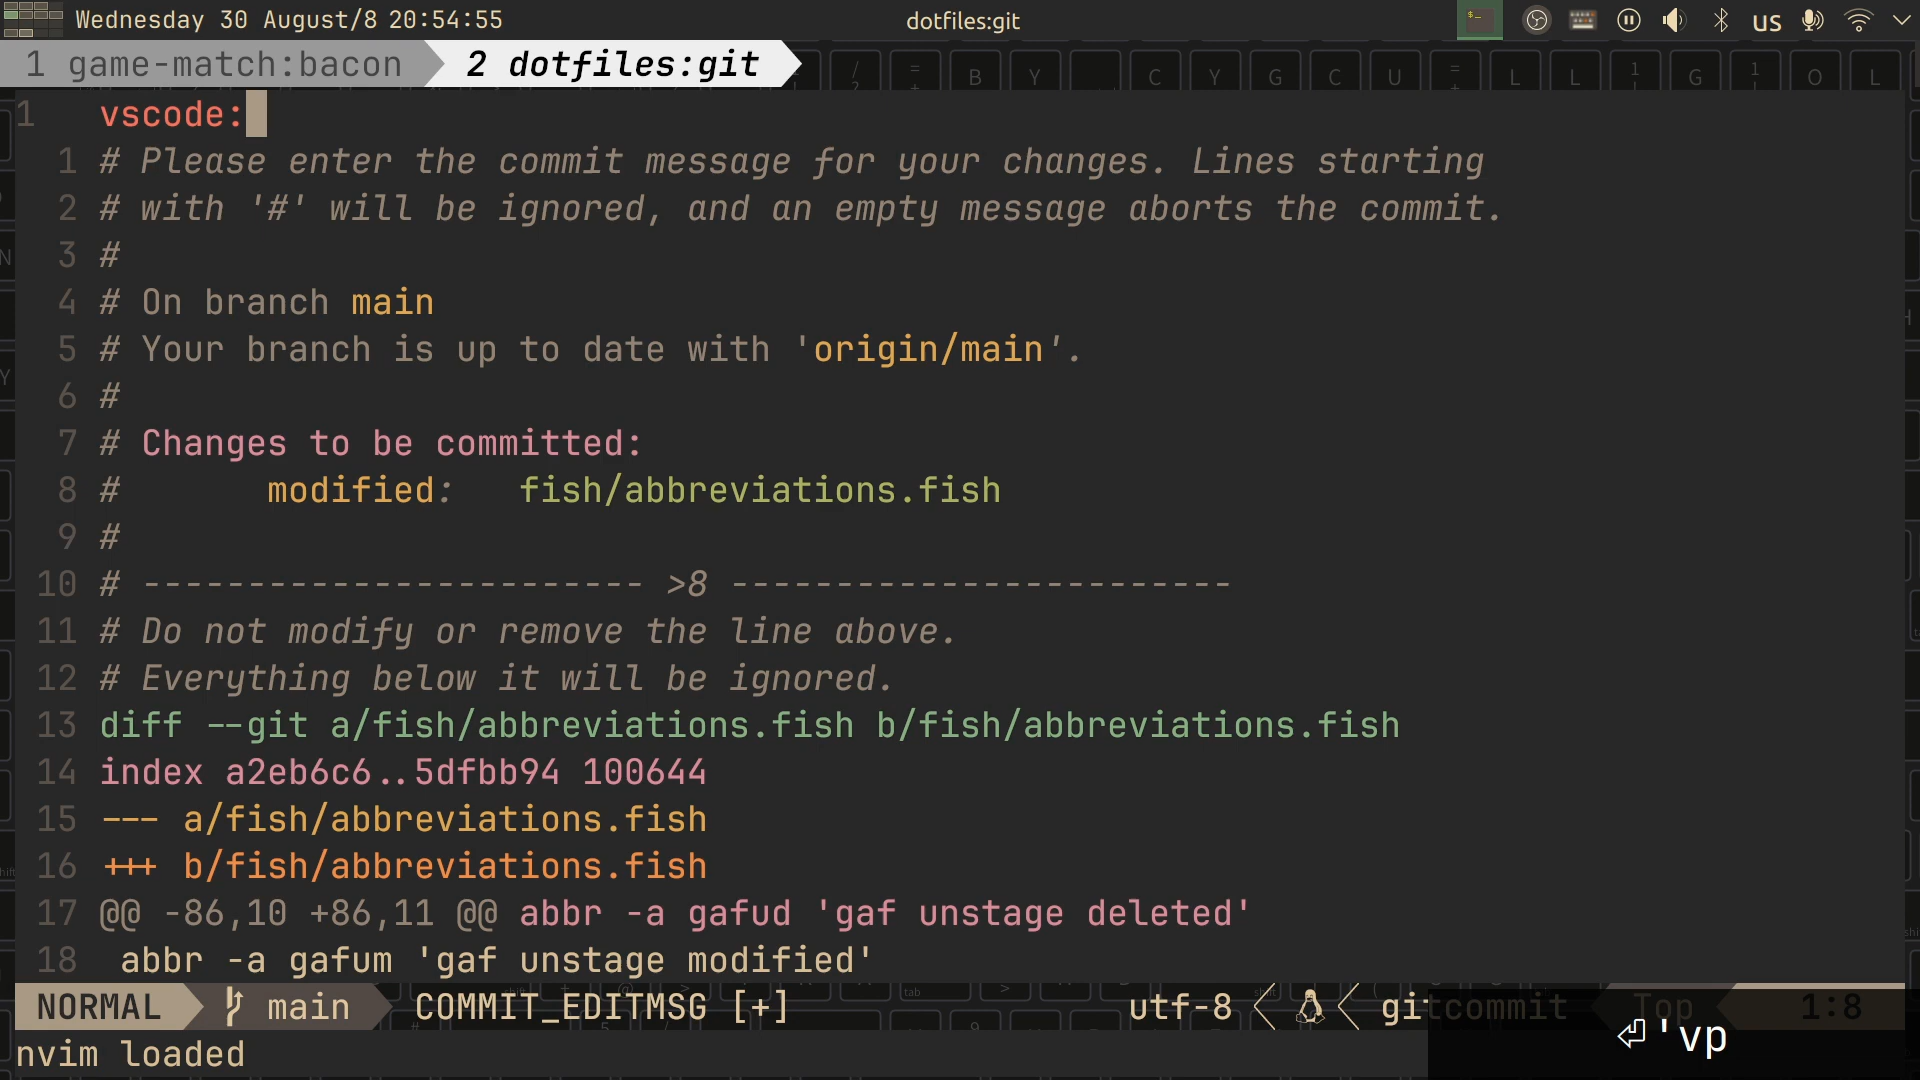 Wednesday 30 August/8 20:54:55
dotfiles:git
us
1 game-match:bacon
2 dotfiles:git
1 vscode:
1 # Please enter the commit message for your changes. Lines starting
2 # with '#' will be ignored, and an empty message aborts the commit.
3 #
4 # On branch main
5 # Your branch is up to date with 'origin/main'.
6 #
7 # Changes to be committed:
8 # modified: fish/abbreviations.fish
9 #
10 # ------------------------ >8 ------------------------
11 # Do not modify or remove the line above.
12 # Everything below it will be ignored.
13 diff --git a/fish/abbreviations.fish b/fish/abbreviations.fish
14 index a2eb6c6..5dfbb94 100644
15 --- a/fish/abbreviations.fish
16 +++ b/fish/abbreviations.fish
17 @@ -86,10 +86,11 @@ abbr -a gafud 'gaf unstage deleted'
18 abbr -a gafum 'gaf unstage modified'
NORMAL main COMMIT_EDITMSG [+] utf-8 gitcommit Top 1:8
nvim loaded
⏎'vp